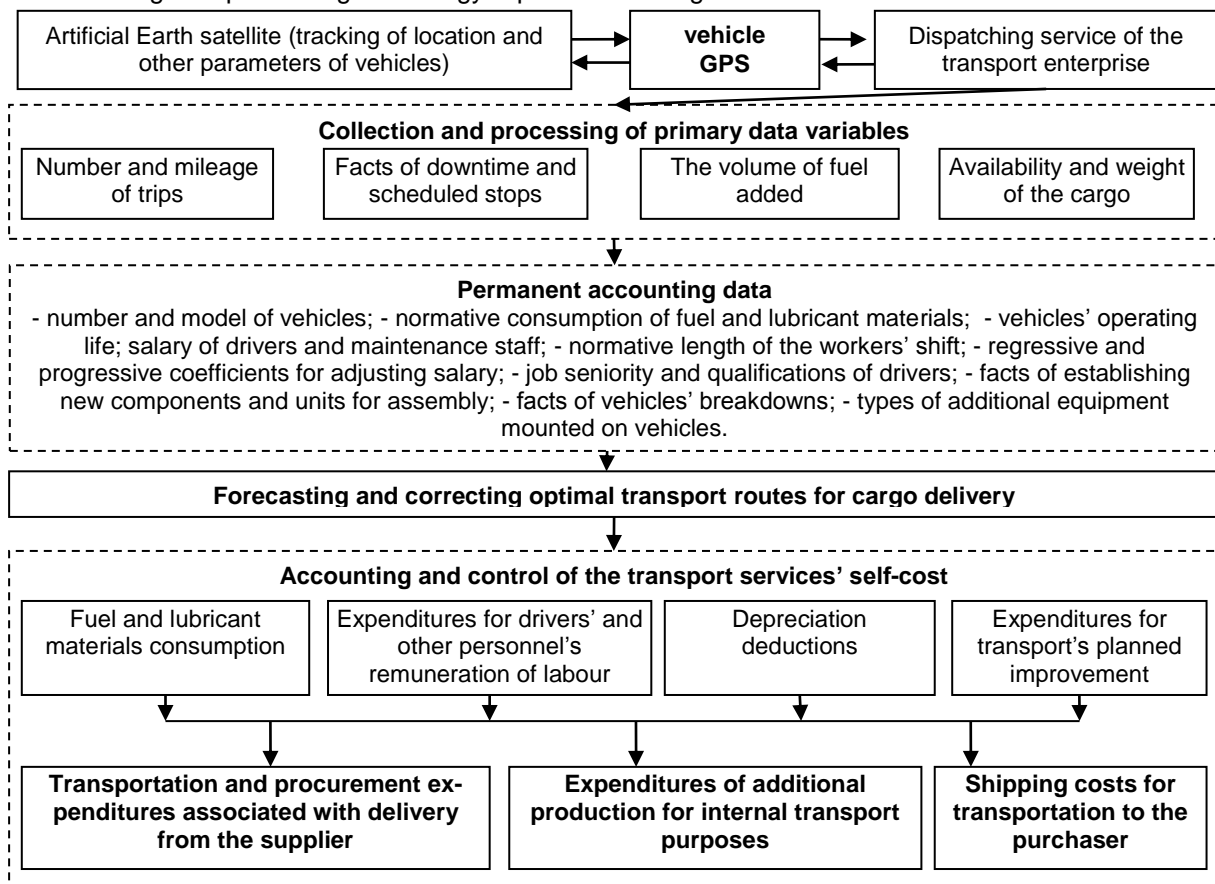 Artificial Earth satellite (tracking of location and
other parameters of vehicles)
vehicle
GPS
Dispatching service of the
transport enterprise
Collection and processing of primary data variables
Number and mileage
of trips
Facts of downtime and
scheduled stops
The volume of fuel
added
Availability and weight
of the cargo
Permanent accounting data
- number and model of vehicles; - normative consumption of fuel and lubricant materials; - vehicles’ operating
life; salary of drivers and maintenance staff; - normative length of the workers’ shift; - regressive and
progressive coefficients for adjusting salary; - job seniority and qualifications of drivers; - facts of establishing
new components and units for assembly; - facts of vehicles’ breakdowns; - types of additional equipment
mounted on vehicles.
Forecasting and correcting optimal transport routes for cargo delivery
Accounting and control of the transport services’ self-cost
Fuel and lubricant
materials consumption
Expenditures for drivers’ and
other personnel’s
remuneration of labour
Depreciation
deductions
Expenditures for
transport’s planned
improvement
Transportation and procurement ex-
penditures associated with delivery
from the supplier
Expenditures of additional
production for internal transport
purposes
Shipping costs for
transportation to the
purchaser